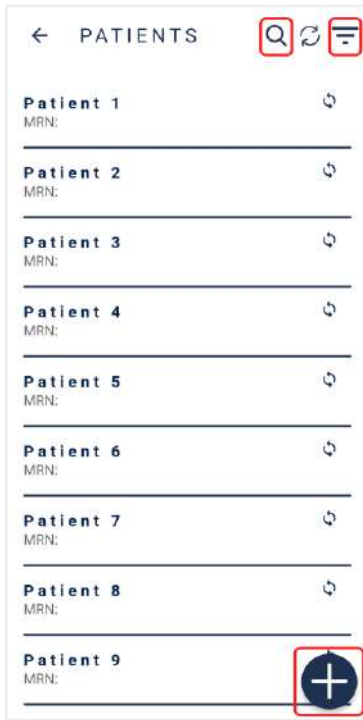 PATIENTS
Patient 1
MRN:
Patient 2
MRN:
Patient 3
MRN:
Patient 4
MRN:
Patient 5
MRN:
Patient 6
MRN:
Patient 7
MRN:
Patient 8
MRN:
Patient 9
MRN: